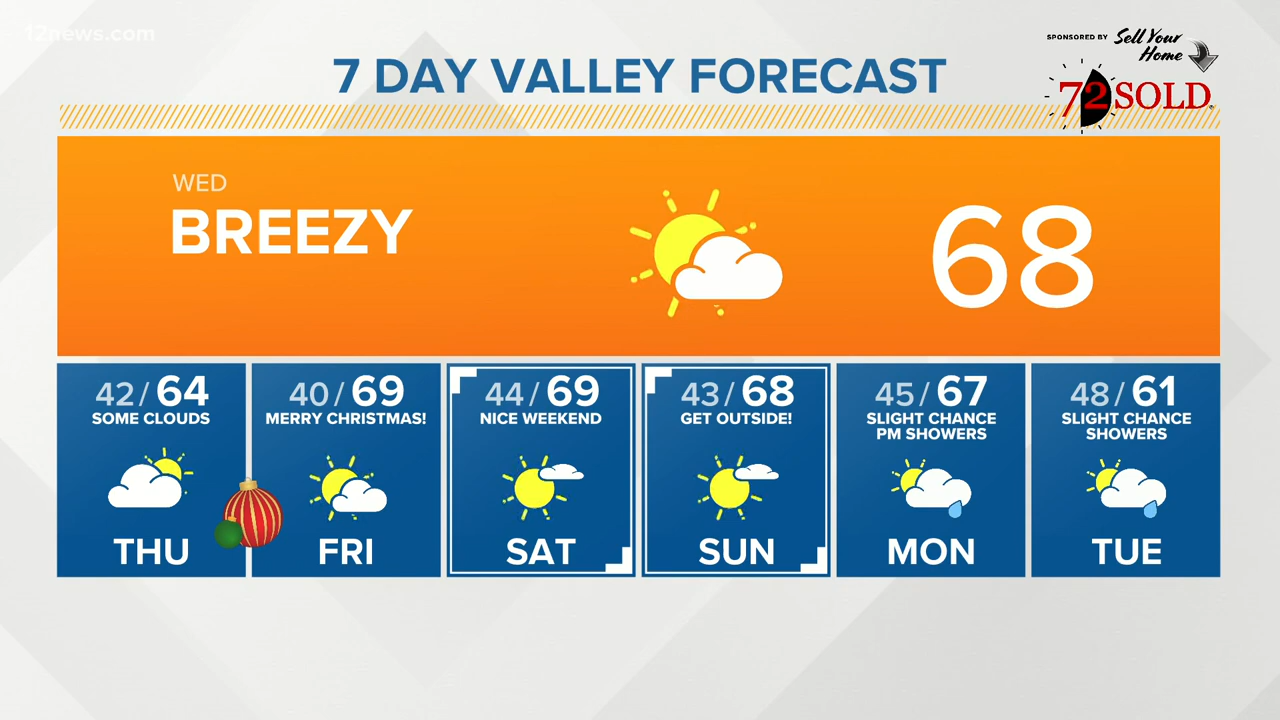 12news.com
SPONSORED BY
Sell Your
Home
7 DAY VALLEY FORECAST
72SOLD
WED
BREEZY
68
42 / 64
SOME CLOUDS
THU
40 / 69
MERRY CHRISTMAS!
FRI
44 / 69
NICE WEEKEND
SAT
43 / 68
GET OUTSIDE!
SUN
45 / 67
SLIGHT CHANCE
PM SHOWERS
MON
48 / 61
SLIGHT CHANCE
SHOWERS
TUE